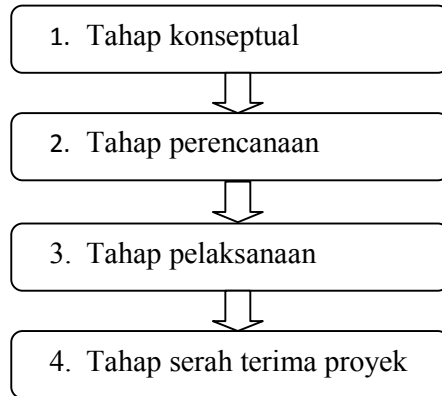 1. Tahap konseptual
2. Tahap perencanaan
3. Tahap pelaksanaan
4. Tahap serah terima proyek